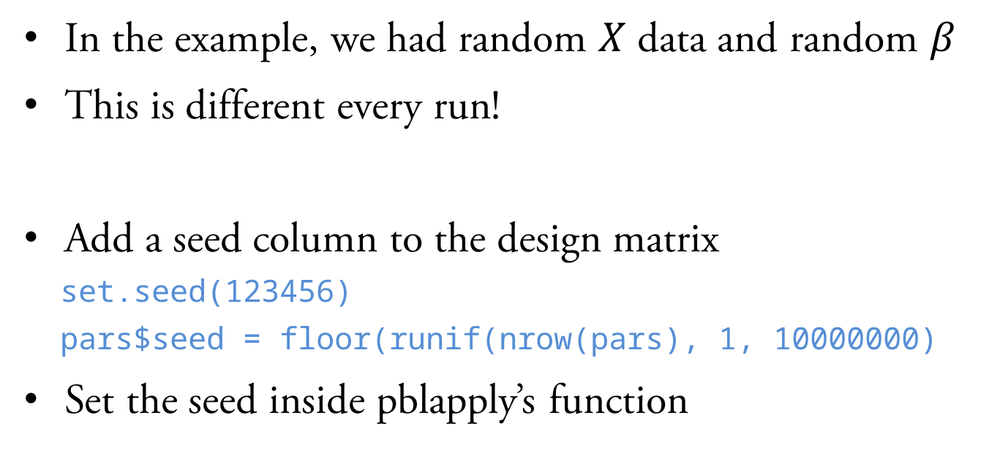 • In the example, we had random X data and random β
• This is different every run!
• Add a seed column to the design matrix
set.seed(123456)
pars$seed = floor(runif(nrow(pars), 1, 10000000)
• Set the seed inside pblapply’s function